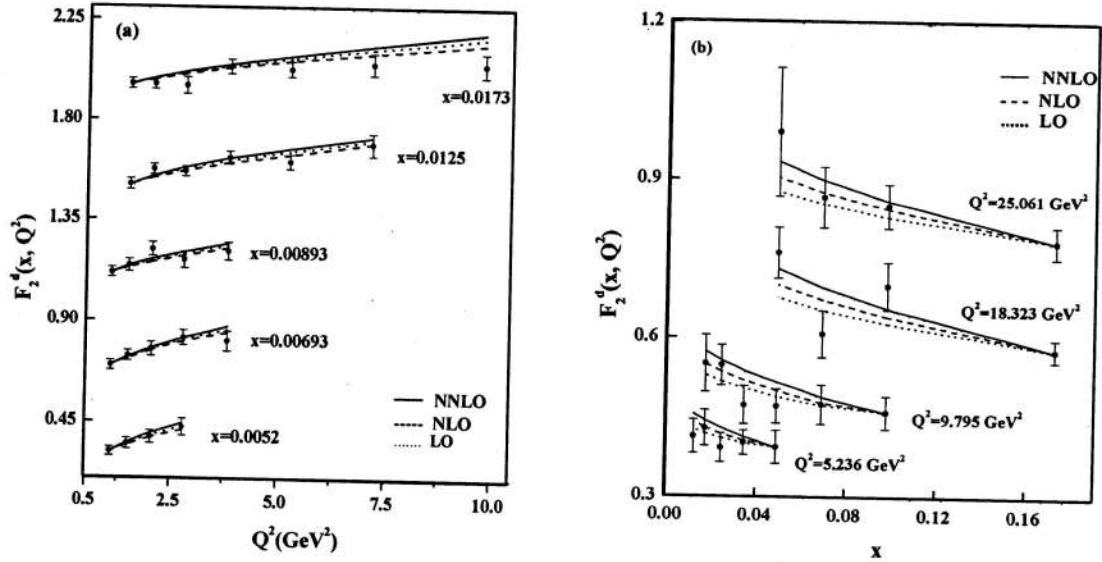 2.25
(a)
1.80
x=0.0173
x=0.0125
1.35
x=0.00893
0.90
x=0.00693
NNLO
NLO
LO
0.45
x=0.0052
0.5 2.5 5.0 7.5 10.0
Q²(GeV²)
F₂ᵈ(x, Q²)
1.2
(b)
NNLO
NLO
LO
0.9
Q²=25.061 GeV²
Q²=18.323 GeV²
0.6
Q²=9.795 GeV²
Q²=5.236 GeV²
0.3
0.00 0.04 0.08 0.12 0.16
x
F₂ᵈ(x, Q²)